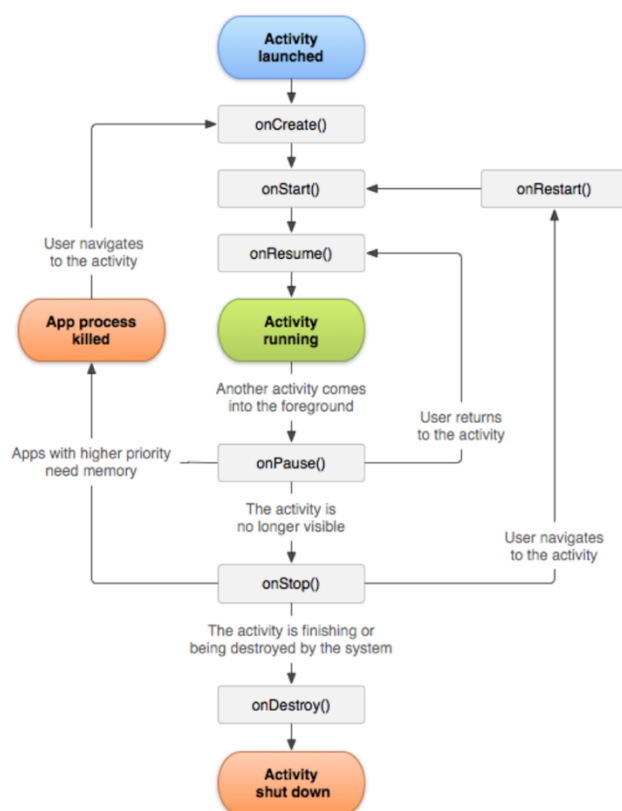 Activity
launched
onCreate()
onStart()
onRestart()
User navigates
to the activity
onResume()
App process
killed
Activity
running
Another activity comes
into the foreground
User returns
to the activity
Apps with higher priority
need memory
onPause()
The activity is
no longer visible
User navigates
to the activity
onStop()
The activity is finishing or
being destroyed by the system
onDestroy()
Activity
shut down